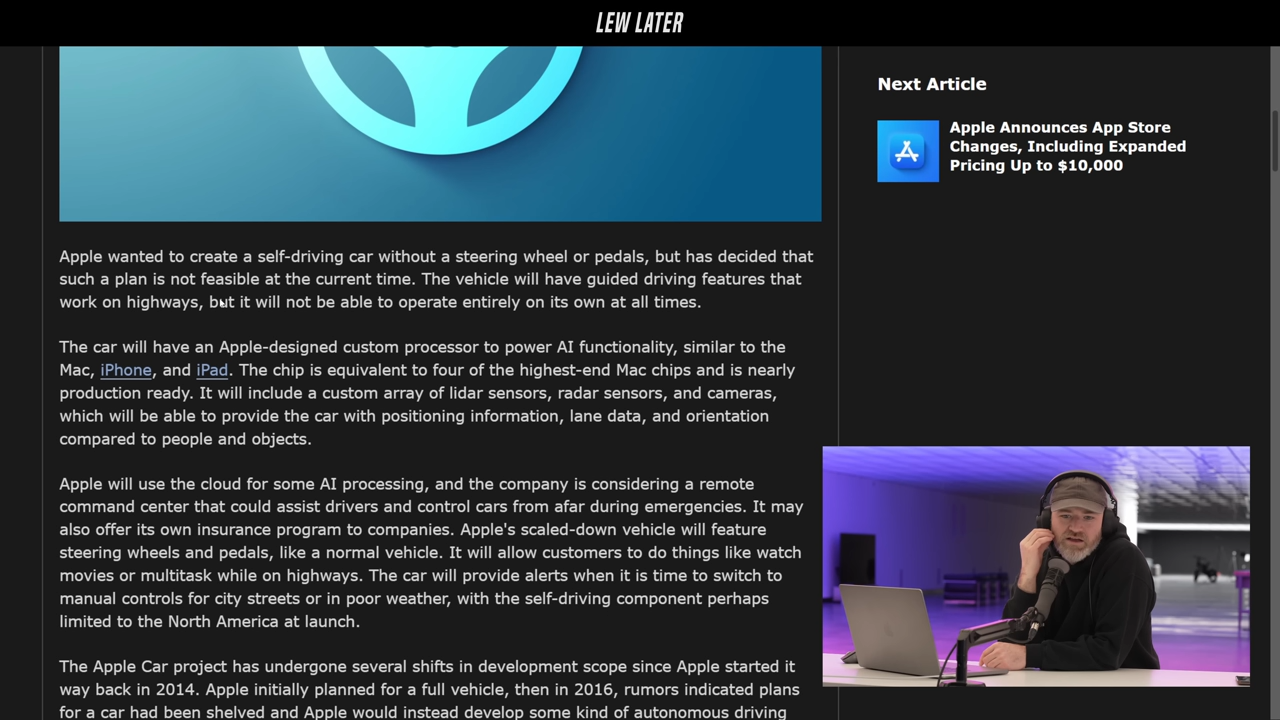 LEW LATER
Next Article
Apple Announces App Store
Changes, Including Expanded
Pricing Up to $10,000
Apple wanted to create a self-driving car without a steering wheel or pedals, but has decided that
such a plan is not feasible at the current time. The vehicle will have guided driving features that
work on highways, but it will not be able to operate entirely on its own at all times.
The car will have an Apple-designed custom processor to power AI functionality, similar to the
Mac, iPhone, and iPad. The chip is equivalent to four of the highest-end Mac chips and is nearly
production ready. It will include a custom array of lidar sensors, radar sensors, and cameras,
which will be able to provide the car with positioning information, lane data, and orientation
compared to people and objects.
Apple will use the cloud for some AI processing, and the company is considering a remote
command center that could assist drivers and control cars from afar during emergencies. It may
also offer its own insurance program to companies. Apple's scaled-down vehicle will feature
steering wheels and pedals, like a normal vehicle. It will allow customers to do things like watch
movies or multitask while on highways. The car will provide alerts when it is time to switch to
manual controls for city streets or in poor weather, with the self-driving component perhaps
limited to the North America at launch.
The Apple Car project has undergone several shifts in development scope since Apple started it
way back in 2014. Apple initially planned for a full vehicle, then in 2016, rumors indicated plans
for a car had been shelved and Apple would instead develop some kind of autonomous driving